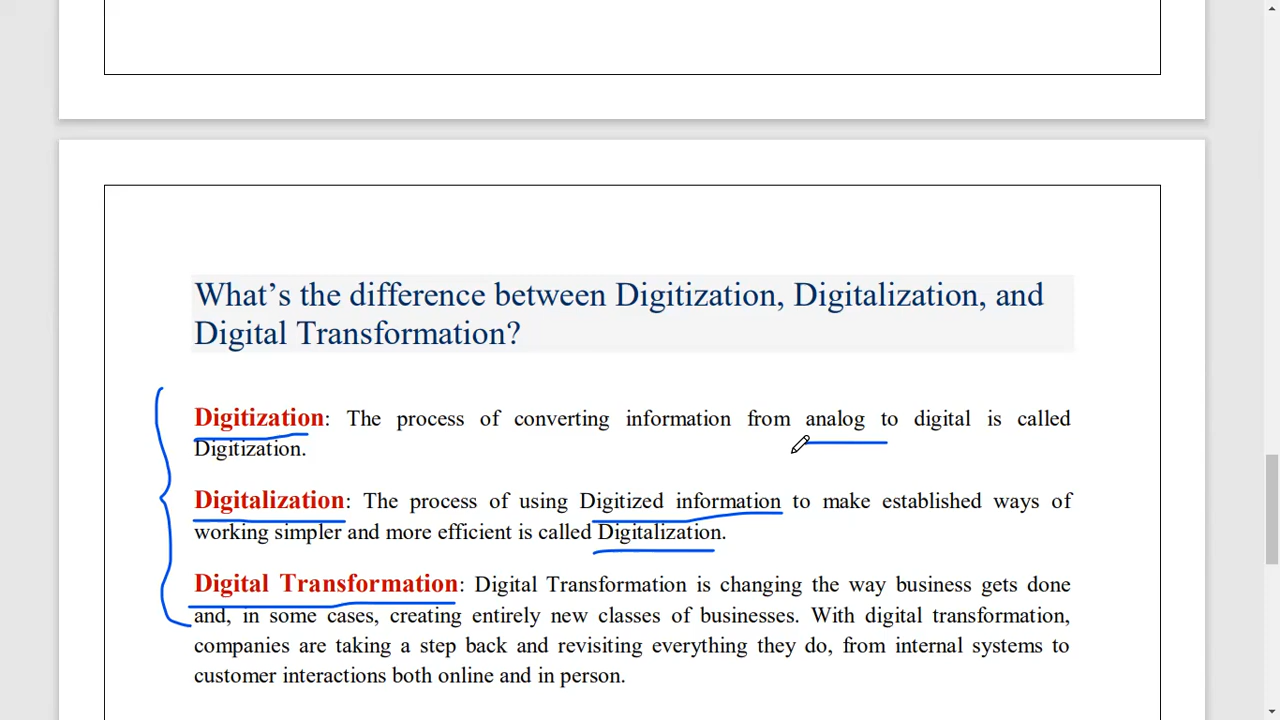 What’s the difference between Digitization, Digitalization, and
Digital Transformation?
Digitization: The process of converting information from analog to digital is called
Digitization.
Digitalization: The process of using Digitized information to make established ways of
working simpler and more efficient is called Digitalization.
Digital Transformation: Digital Transformation is changing the way business gets done
and, in some cases, creating entirely new classes of businesses. With digital transformation,
companies are taking a step back and revisiting everything they do, from internal systems to
customer interactions both online and in person.